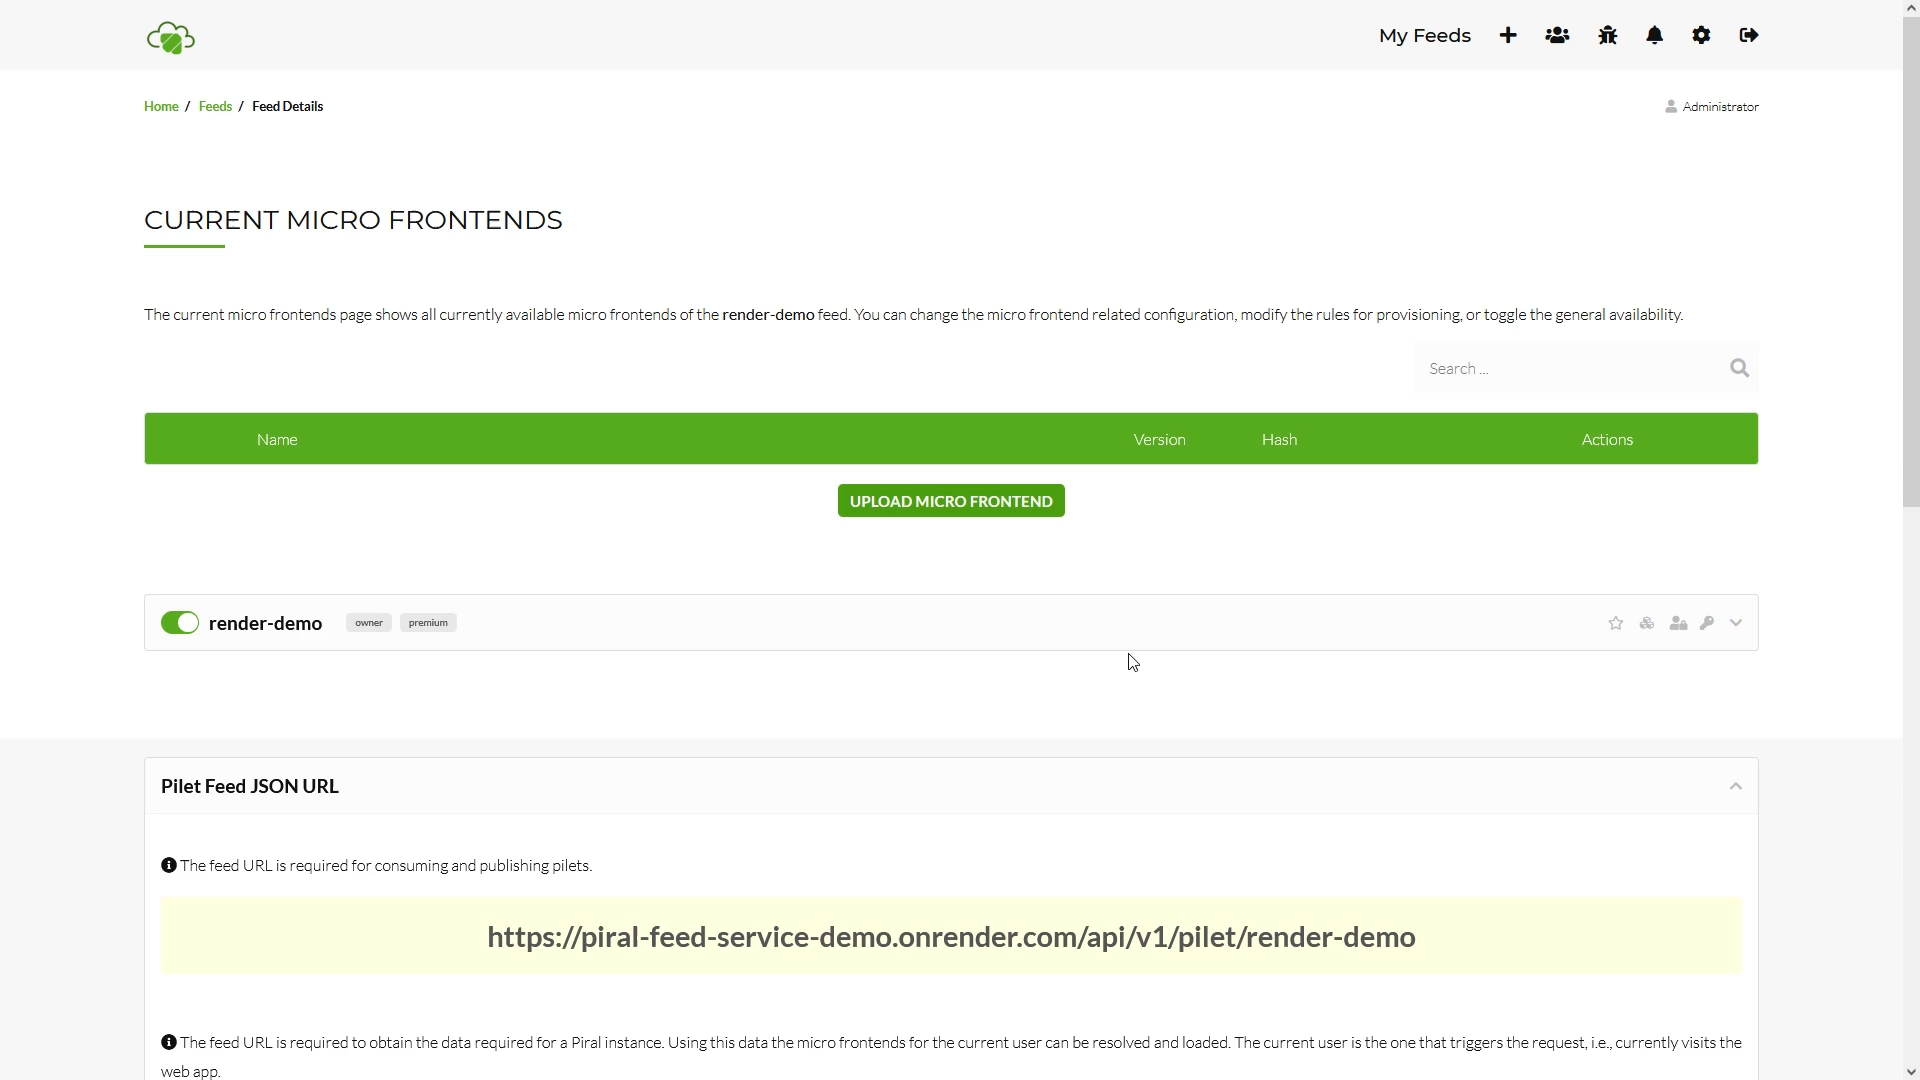 My Feeds
Home / Feeds / Feed Details
Administrator
CURRENT MICRO FRONTENDS
The current micro frontends page shows all currently available micro frontends of the render-demo feed. You can change the micro frontend related configuration, modify the rules for provisioning, or toggle the general availability.
Search ...
Name Version Hash Actions
UPLOAD MICRO FRONTEND
render-demo owner premium
Pilet Feed JSON URL
The feed URL is required for consuming and publishing pilets.
https://piral-feed-service-demo.onrender.com/api/v1/pilet/render-demo
The feed URL is required to obtain the data required for a Piral instance. Using this data the micro frontends for the current user can be resolved and loaded. The current user is the one that triggers the request, i.e., currently visits the
web app.